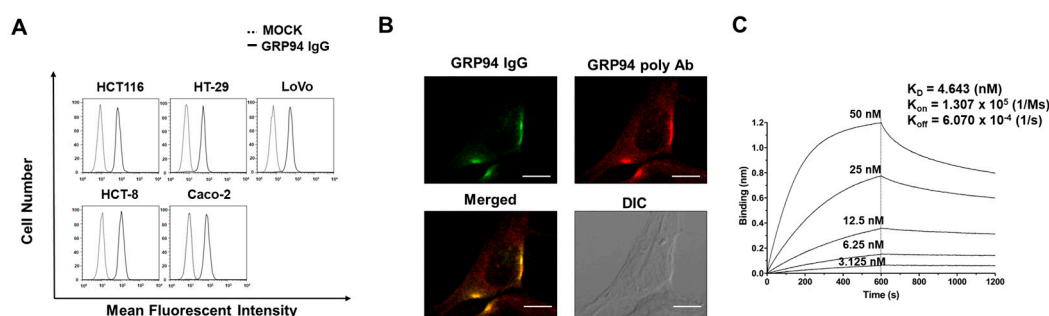 A
MOCK
GRP94 IgG
HCT116
HT-29
LoVo
HCT-8
Caco-2
Cell Number
Mean Fluorescent Intensity
B
GRP94 IgG
GRP94 poly Ab
Merged
DIC
C
K_D = 4.643 (nM)
K_on = 1.307 x 10⁵ (1/Ms)
K_off = 6.070 x 10⁻⁴ (1/s)
50 nM
25 nM
12.5 nM
6.25 nM
3.125 nM
Binding (nm)
1.2
1.0
0.8
0.6
0.4
0.2
0.0
0 200 400 600 800 1000 1200
Time (s)